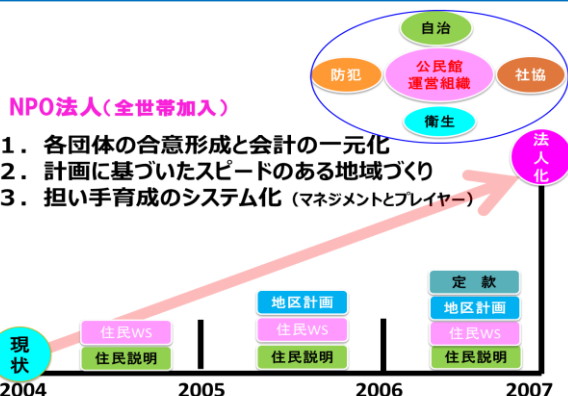 自治
防犯
公民館
運営組織
社協
衛生
NPO法人(全世帯加入)
1. 各団体の合意形成と会計の一元化
2. 計画に基づいたスピードのある地域づくり
3. 担い手育成のシステム化 (マネジメントとプレイヤー)
法人化
定 款
地区計画
地区計画
住民WS
住民WS
住民WS
住民説明
住民説明
住民説明
現状
2004
2005
2006
2007